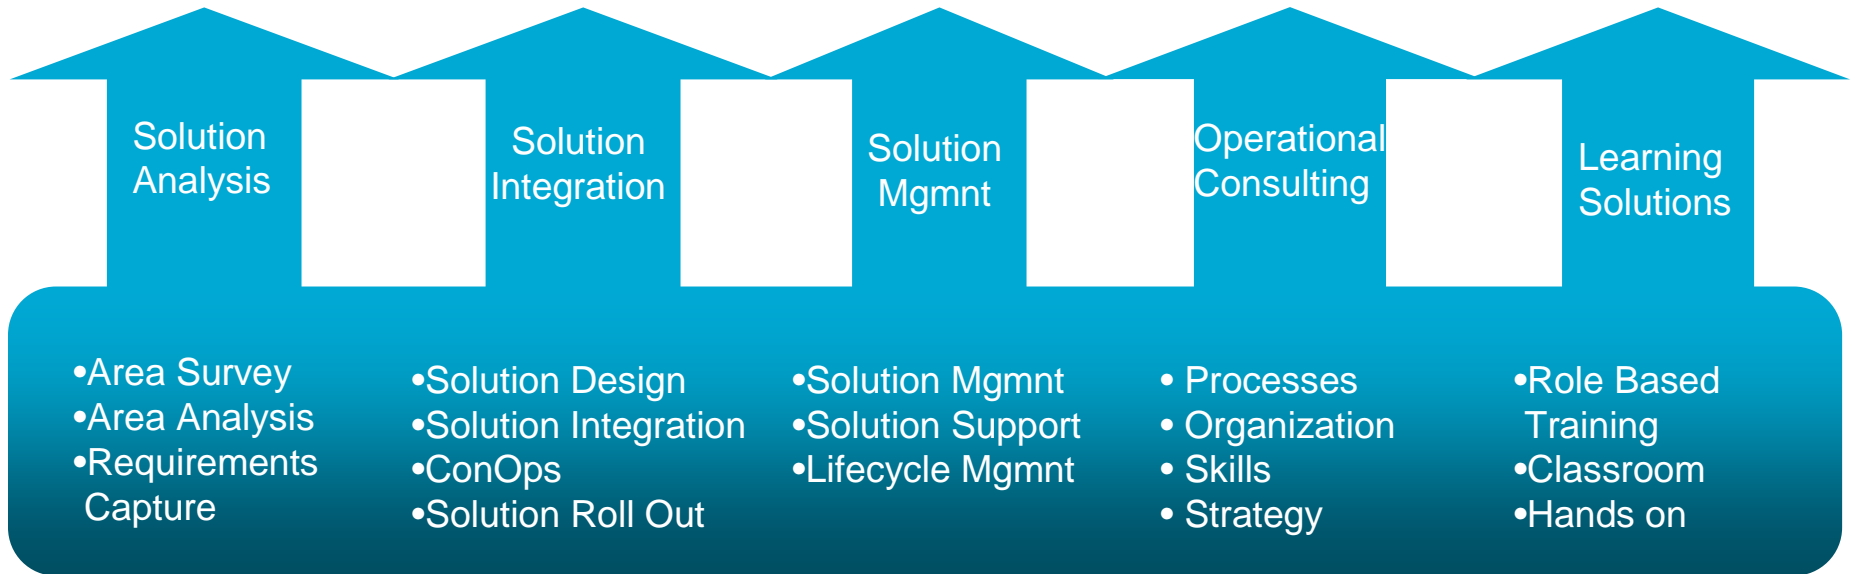 Solution
Analysis
Solution
Integration
Solution
Mgmnt
Operational
Consulting
Learning
Solutions
•Area Survey
•Area Analysis
•Requirements
Capture
•Solution Design
•Solution Integration
•ConOps
•Solution Roll Out
•Solution Mgmnt
•Solution Support
•Lifecycle Mgmnt
• Processes
• Organization
• Skills
• Strategy
•Role Based
Training
•Classroom
•Hands on